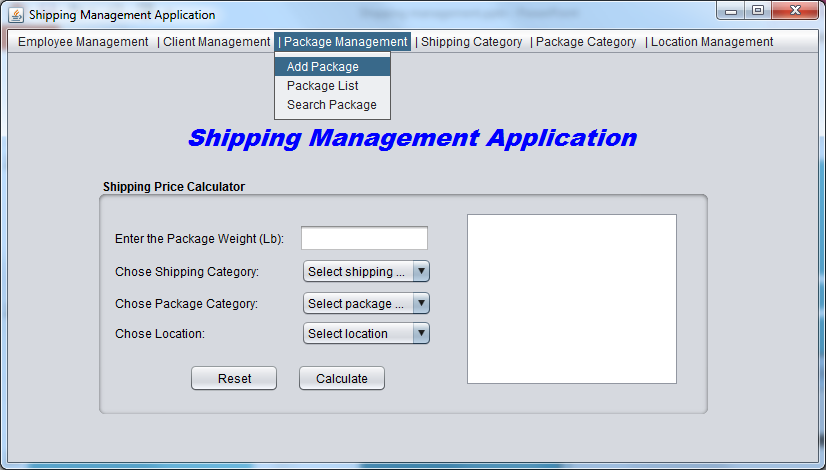 Shipping Management Application
Employee Management | Client Management | Package Management | Shipping Category | Package Category | Location Management
Add Package
Package List
Search Package
Shipping Management Application
Shipping Price Calculator
Enter the Package Weight (Lb):
Chose Shipping Category: Select shipping ...
Chose Package Category: Select package ...
Chose Location: Select location
Reset Calculate